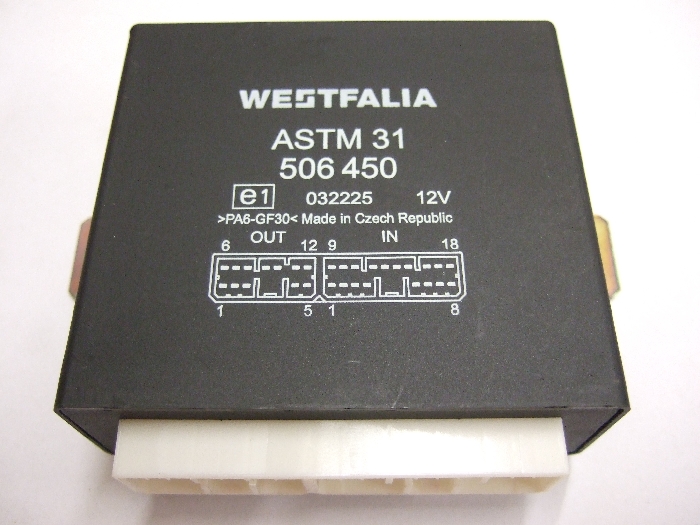 WESTFALIA
ASTM 31
506 450
e1 032225 12V
>PA6-GF30< Made in Czech Republic
OUT IN
6 12 9 18
1 5 1 8